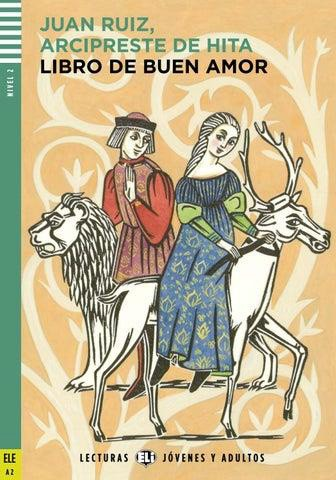 NIVEL 2
JUAN RUIZ,
ARCIPRESTE DE HITA
LIBRO DE BUEN AMOR
ELE
A2
LECTURAS ELI JÓVENES Y ADULTOS